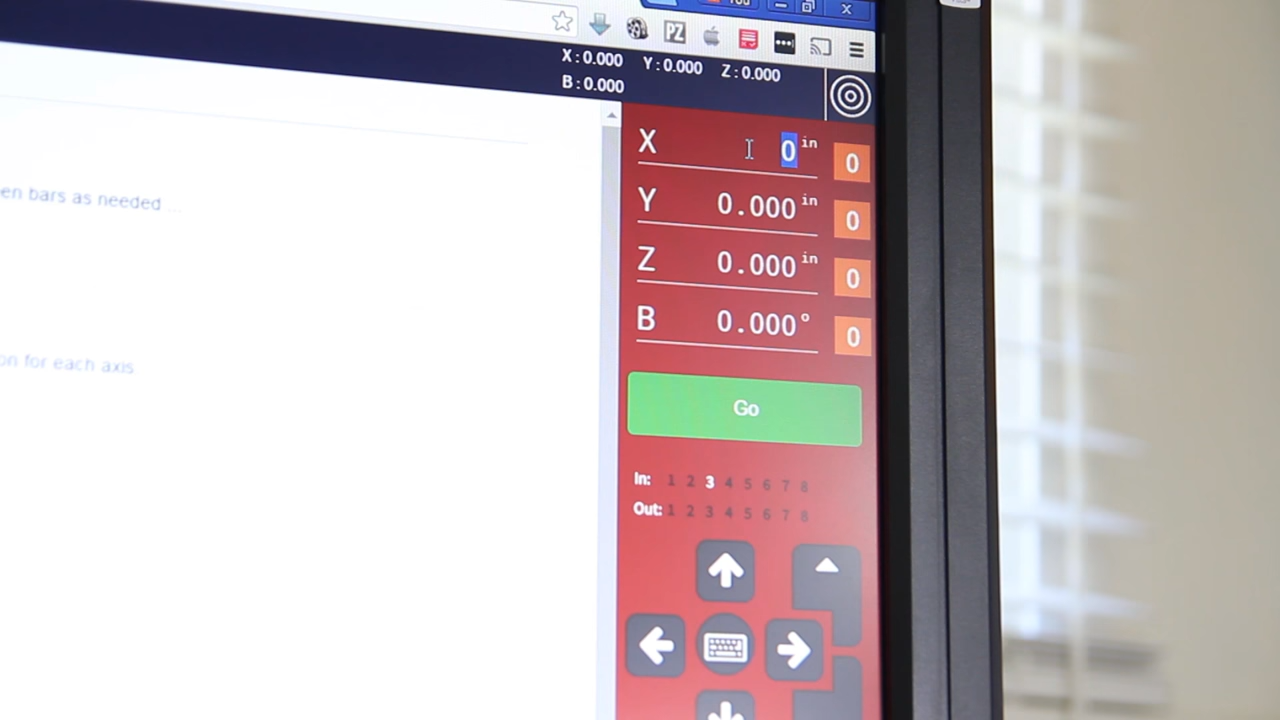 You
PZ
X: 0.000 Y: 0.000 Z: 0.000
B: 0.000
X 0 in 0
en bars as needed ...
Y 0.000 in 0
Z 0.000 in 0
B 0.000° 0
on for each axis
Go
In: 1 2 3 4 5 6 7 8
Out: 1 2 3 4 5 6 7 8